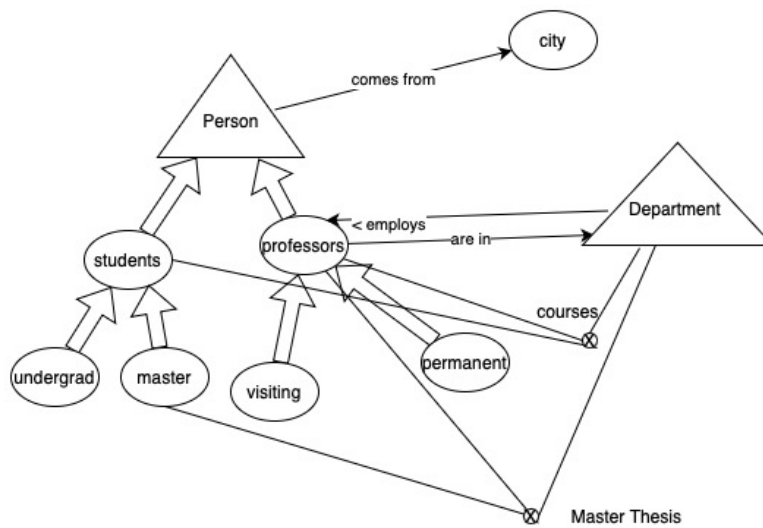 city
comes from
Person
Department
< employs
professors
are in
students
courses
undergrad
master
visiting
permanent
X
X
Master Thesis